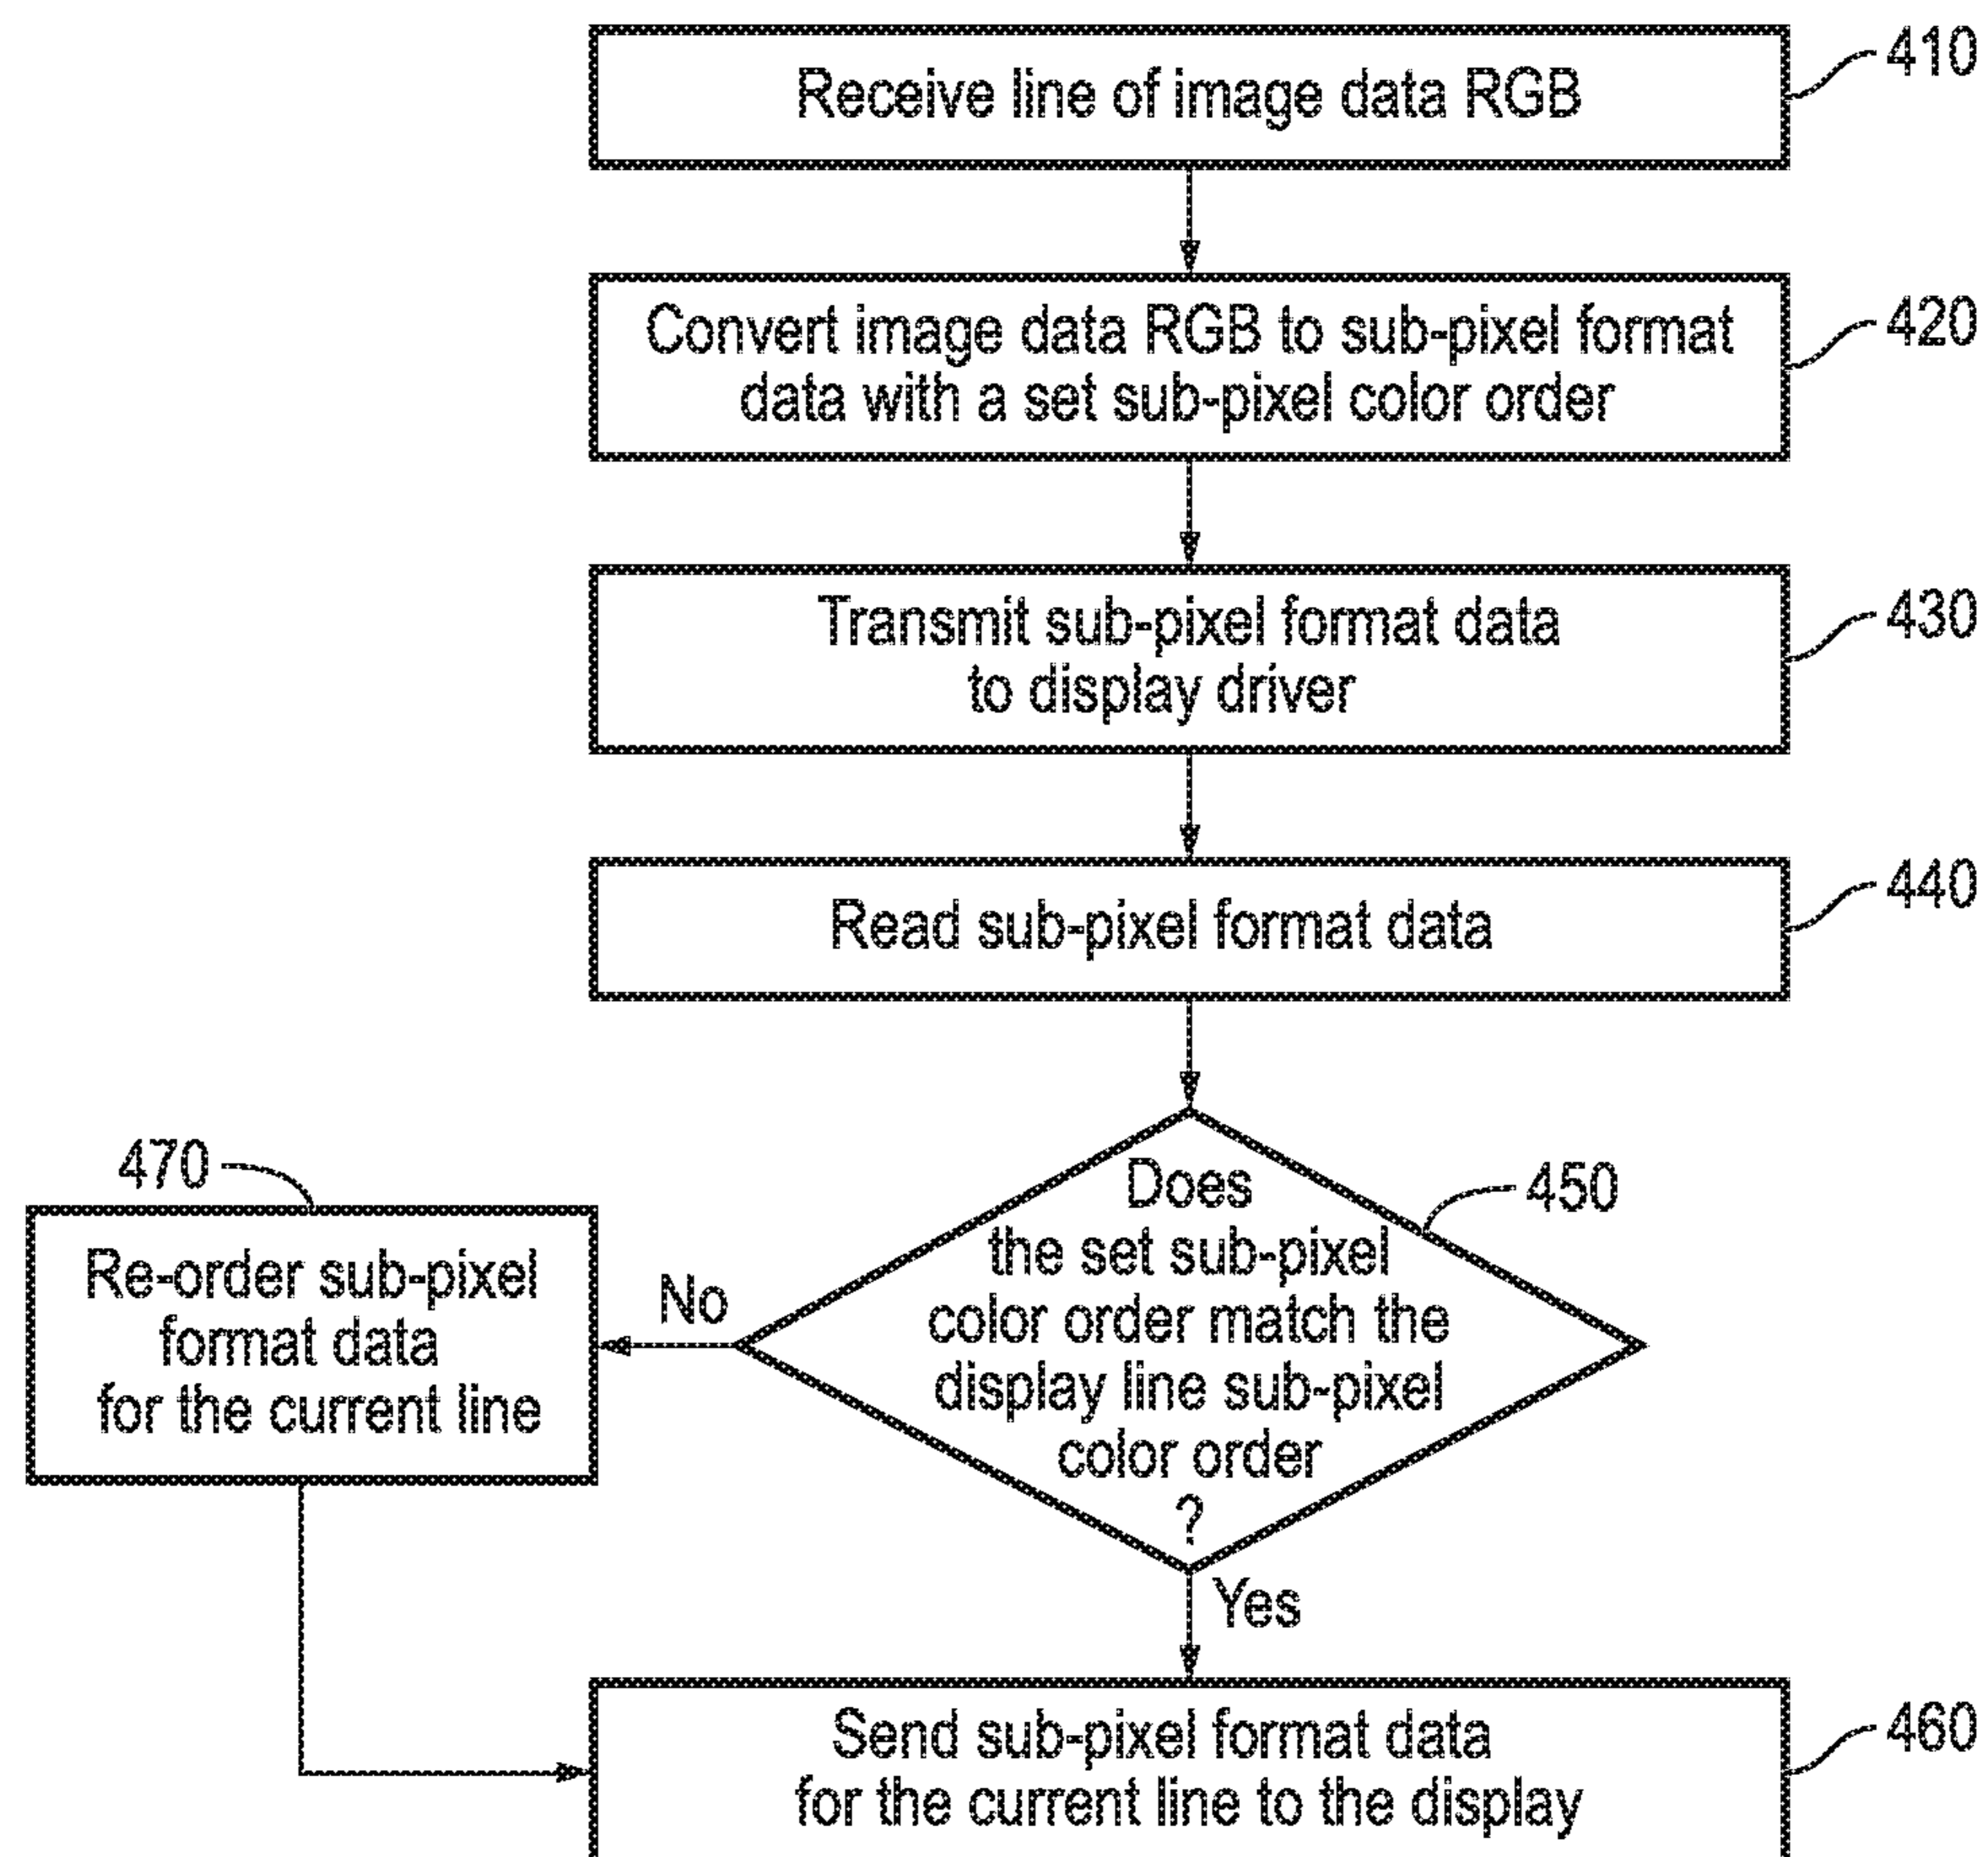 Receive line of image data RGB
410
Convert image data RGB to sub-pixel format
data with a set sub-pixel color order
420
Transmit sub-pixel format data
to display driver
430
Read sub-pixel format data
440
Does
the set sub-pixel
color order match the
display line sub-pixel
color order
?
450
No
470
Re-order sub-pixel
format data
for the current line
Yes
Send sub-pixel format data
for the current line to the display
460